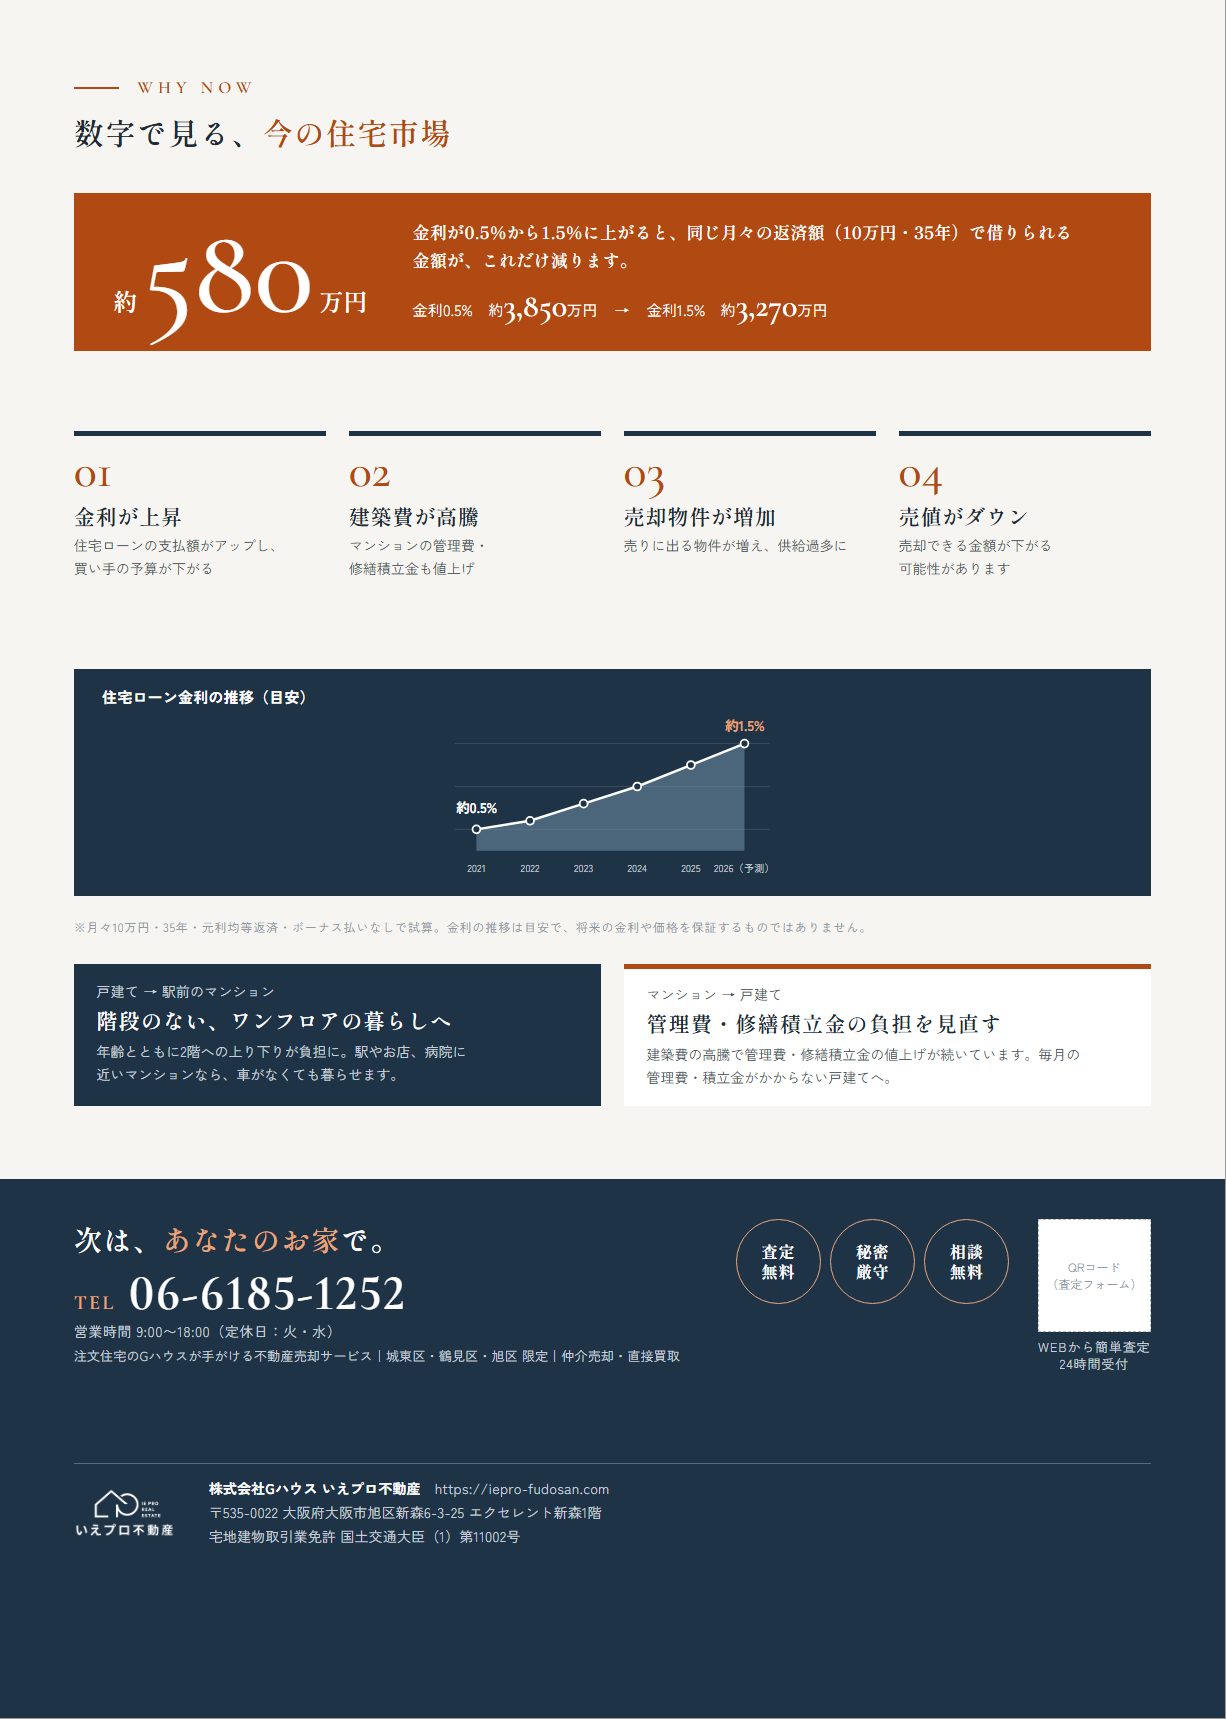 WHY NOW
数字で見る、今の住宅市場
約580万円
金利が0.5%から1.5%に上がると、同じ月々の返済額（10万円・35年）で借りられる
金額が、これだけ減ります。
金利0.5% 約3,850万円 → 金利1.5% 約3,270万円
01
金利が上昇
住宅ローンの支払額がアップし、
買い手の予算が下がる
02
建築費が高騰
マンションの管理費・
修繕積立金も値上げ
03
売却物件が増加
売りに出る物件が増え、供給過多に
04
売値がダウン
売却できる金額が下がる
可能性があります
住宅ローン金利の推移（目安）
約1.5%
約0.5%
2021 2022 2023 2024 2025 2026（予測）
※月々10万円・35年・元利均等返済・ボーナス払いなしで試算。金利の推移は目安で、将来の金利や価格を保証するものではありません。
戸建て → 駅前のマンション
階段のない、ワンフロアの暮らしへ
年齢とともに2階への上り下りが負担に。駅やお店、病院に
近いマンションなら、車がなくても暮らせます。
マンション → 戸建て
管理費・修繕積立金の負担を見直す
建築費の高騰で管理費・修繕積立金の値上げが続いています。毎月の
管理費・積立金がかからない戸建てへ。
次は、あなたのお家で。
TEL 06-6185-1252
営業時間 9:00〜18:00（定休日：火・水）
注文住宅のGハウスが手がける不動産売却サービス｜城東区・鶴見区・旭区 限定｜仲介売却・直接買取
査定
無料
秘密
厳守
相談
無料
QRコード
（査定フォーム）
WEBから簡単査定
24時間受付
IE PRO
REAL
ESTATE
いえプロ不動産
株式会社Gハウス いえプロ不動産 https://iepro-fudosan.com
〒535-0022 大阪府大阪市旭区新森6-3-25 エクセレント新森1階
宅地建物取引業免許 国土交通大臣（1）第11002号